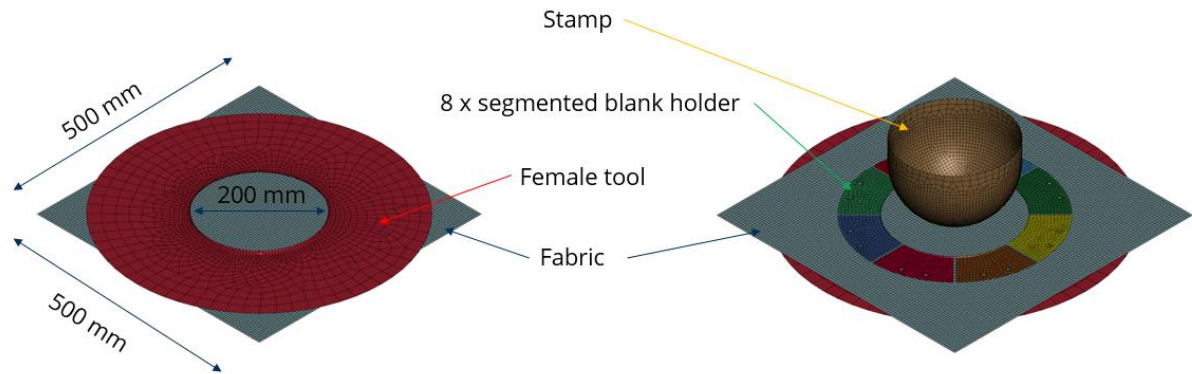 Stamp
500 mm
8 x segmented blank holder
Female tool
200 mm
Fabric
500 mm